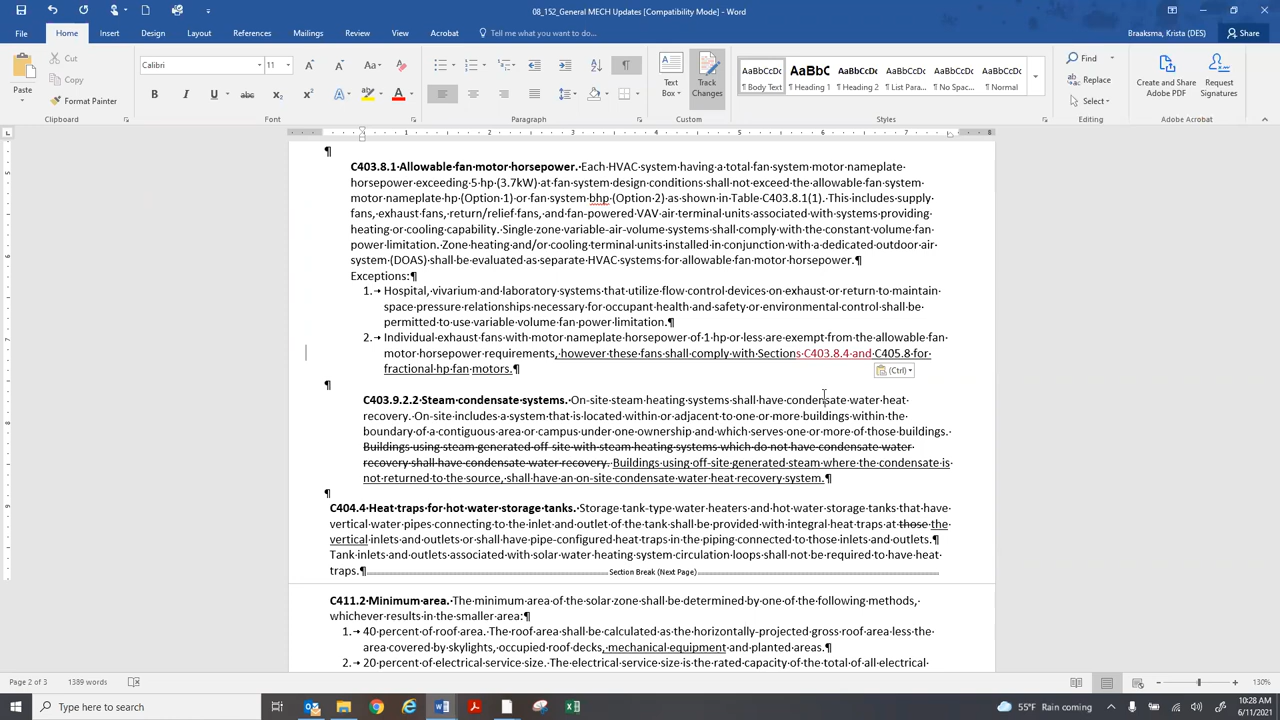 08_152_General MECH Updates [Compatibility Mode] - Word
Braaksma, Krista (DES)
File Home Insert Design Layout References Mailings Review View Acrobat Tell me what you want to do... Share
Cut
Copy
Format Painter
Paste
Clipboard
Calibri 11
Font
Paragraph
Text Box
Track Changes
Custom
AaBbCcDc AaBbC AaBbCcDc AaBbCcDc AaBbCcDc AaBbCcDc
¶ Body Text ¶ Heading 1 ¶ Heading 2 ¶ List Para... ¶ No Spac... ¶ Normal
Styles
Find
Replace
Select
Editing
Create and Share Adobe PDF
Request Signatures
Adobe Acrobat
1 2 3 4 5 6 7 8
¶
C403.8.1·Allowable·fan·motor·horsepower.·Each·HVAC·system·having·a·total·fan·system·motor·nameplate·
horsepower·exceeding·5·hp·(3.7kW)·at·fan·system·design·conditions·shall·not·exceed·the·allowable·fan·system·
motor·nameplate·hp·(Option·1)·or·fan·system·bhp·(Option·2)·as·shown·in·Table·C403.8.1(1).·This·includes·supply·
fans,·exhaust·fans,·return/relief·fans,·and·fan-powered·VAV·air·terminal·units·associated·with·systems·providing·
heating·or·cooling·capability.·Single·zone·variable-air-volume·systems·shall·comply·with·the·constant·volume·fan·
power·limitation.·Zone·heating·and/or·cooling·terminal·units·installed·in·conjunction·with·a·dedicated·outdoor·air·
system·(DOAS)·shall·be·evaluated·as·separate·HVAC·systems·for·allowable·fan·motor·horsepower.¶
Exceptions:¶
1.→Hospital,·vivarium·and·laboratory·systems·that·utilize·flow·control·devices·on·exhaust·or·return·to·maintain·
space·pressure·relationships·necessary·for·occupant·health·and·safety·or·environmental·control·shall·be·
permitted·to·use·variable·volume·fan·power·limitation.¶
2.→Individual·exhaust·fans·with·motor·nameplate·horsepower·of·1·hp·or·less·are·exempt·from·the·allowable·fan·
motor·horsepower·requirements,·however·these·fans·shall·comply·with·Sections·C403.8.4·and·C405.8·for·
fractional·hp·fan·motors.¶
(Ctrl)
¶
C403.9.2.2·Steam·condensate·systems.·On-site·steam·heating·systems·shall·have·condensate·water·heat·
recovery.·On-site·includes·a·system·that·is·located·within·or·adjacent·to·one·or·more·buildings·within·the·
boundary·of·a·contiguous·area·or·campus·under·one·ownership·and·which·serves·one·or·more·of·those·buildings.·
Buildings·using·steam·generated·off-site·with·steam·heating·systems·which·do·not·have·condensate·water·
recovery·shall·have·condensate·water·recovery.·Buildings·using·off-site·generated·steam·where·the·condensate·is·
not·returned·to·the·source,·shall·have·an·on-site·condensate·water·heat·recovery·system.¶
¶
C404.4·Heat·traps·for·hot·water·storage·tanks.·Storage·tank-type·water·heaters·and·hot·water·storage·tanks·that·have·
vertical·water·pipes·connecting·to·the·inlet·and·outlet·of·the·tank·shall·be·provided·with·integral·heat·traps·at·those·the·
vertical·inlets·and·outlets·or·shall·have·pipe-configured·heat·traps·in·the·piping·connected·to·those·inlets·and·outlets.¶
Tank·inlets·and·outlets·associated·with·solar·water·heating·system·circulation·loops·shall·not·be·required·to·have·heat·
traps.¶ Section Break (Next Page)
C411.2·Minimum·area.·The·minimum·area·of·the·solar·zone·shall·be·determined·by·one·of·the·following·methods,·
whichever·results·in·the·smaller·area:¶
1.→40·percent·of·roof·area.·The·roof·area·shall·be·calculated·as·the·horizontally-projected·gross·roof·area·less·the·
area·covered·by·skylights,·occupied·roof·decks,·mechanical·equipment·and·planted·areas.¶
2.→20·percent·of·electrical·service·size.·The·electrical·service·size·is·the·rated·capacity·of·the·total·of·all·electrical·
Page 2 of 3 1389 words 130%
Type here to search
55°F Clear
10:28 AM
6/11/2021